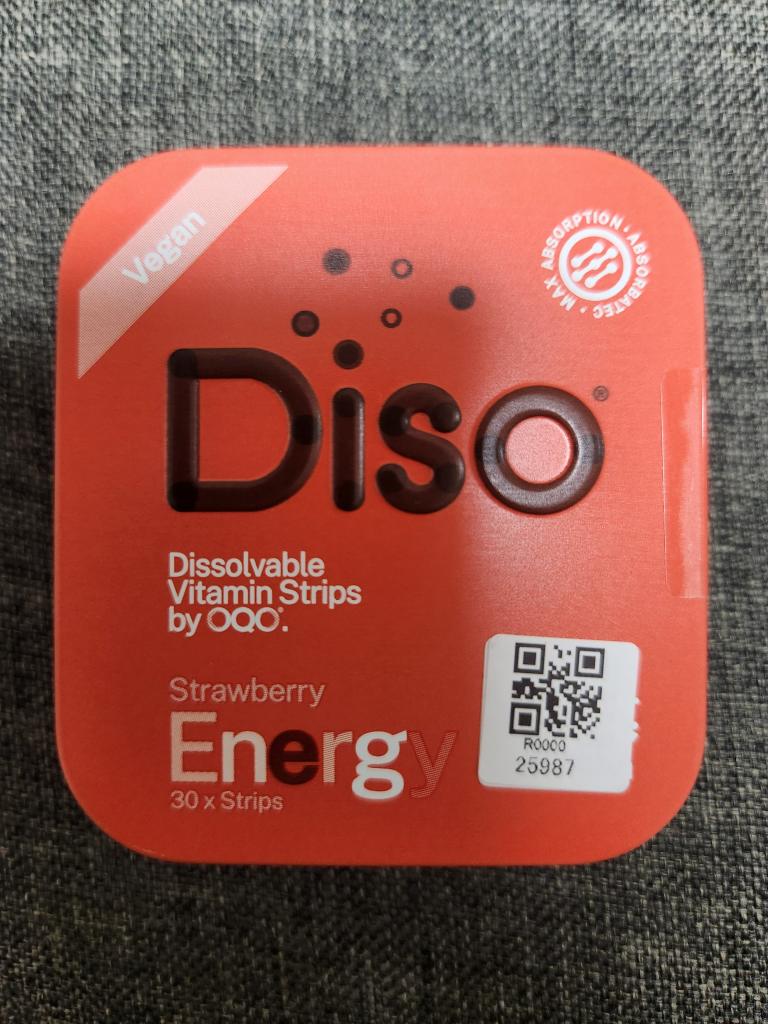 Vegan
MAX ABSORPTION · ABSORBATEC ·
Diso®
Dissolvable
Vitamin Strips
by OQO®.
Strawberry
Energy
30 x Strips
R0000
25987